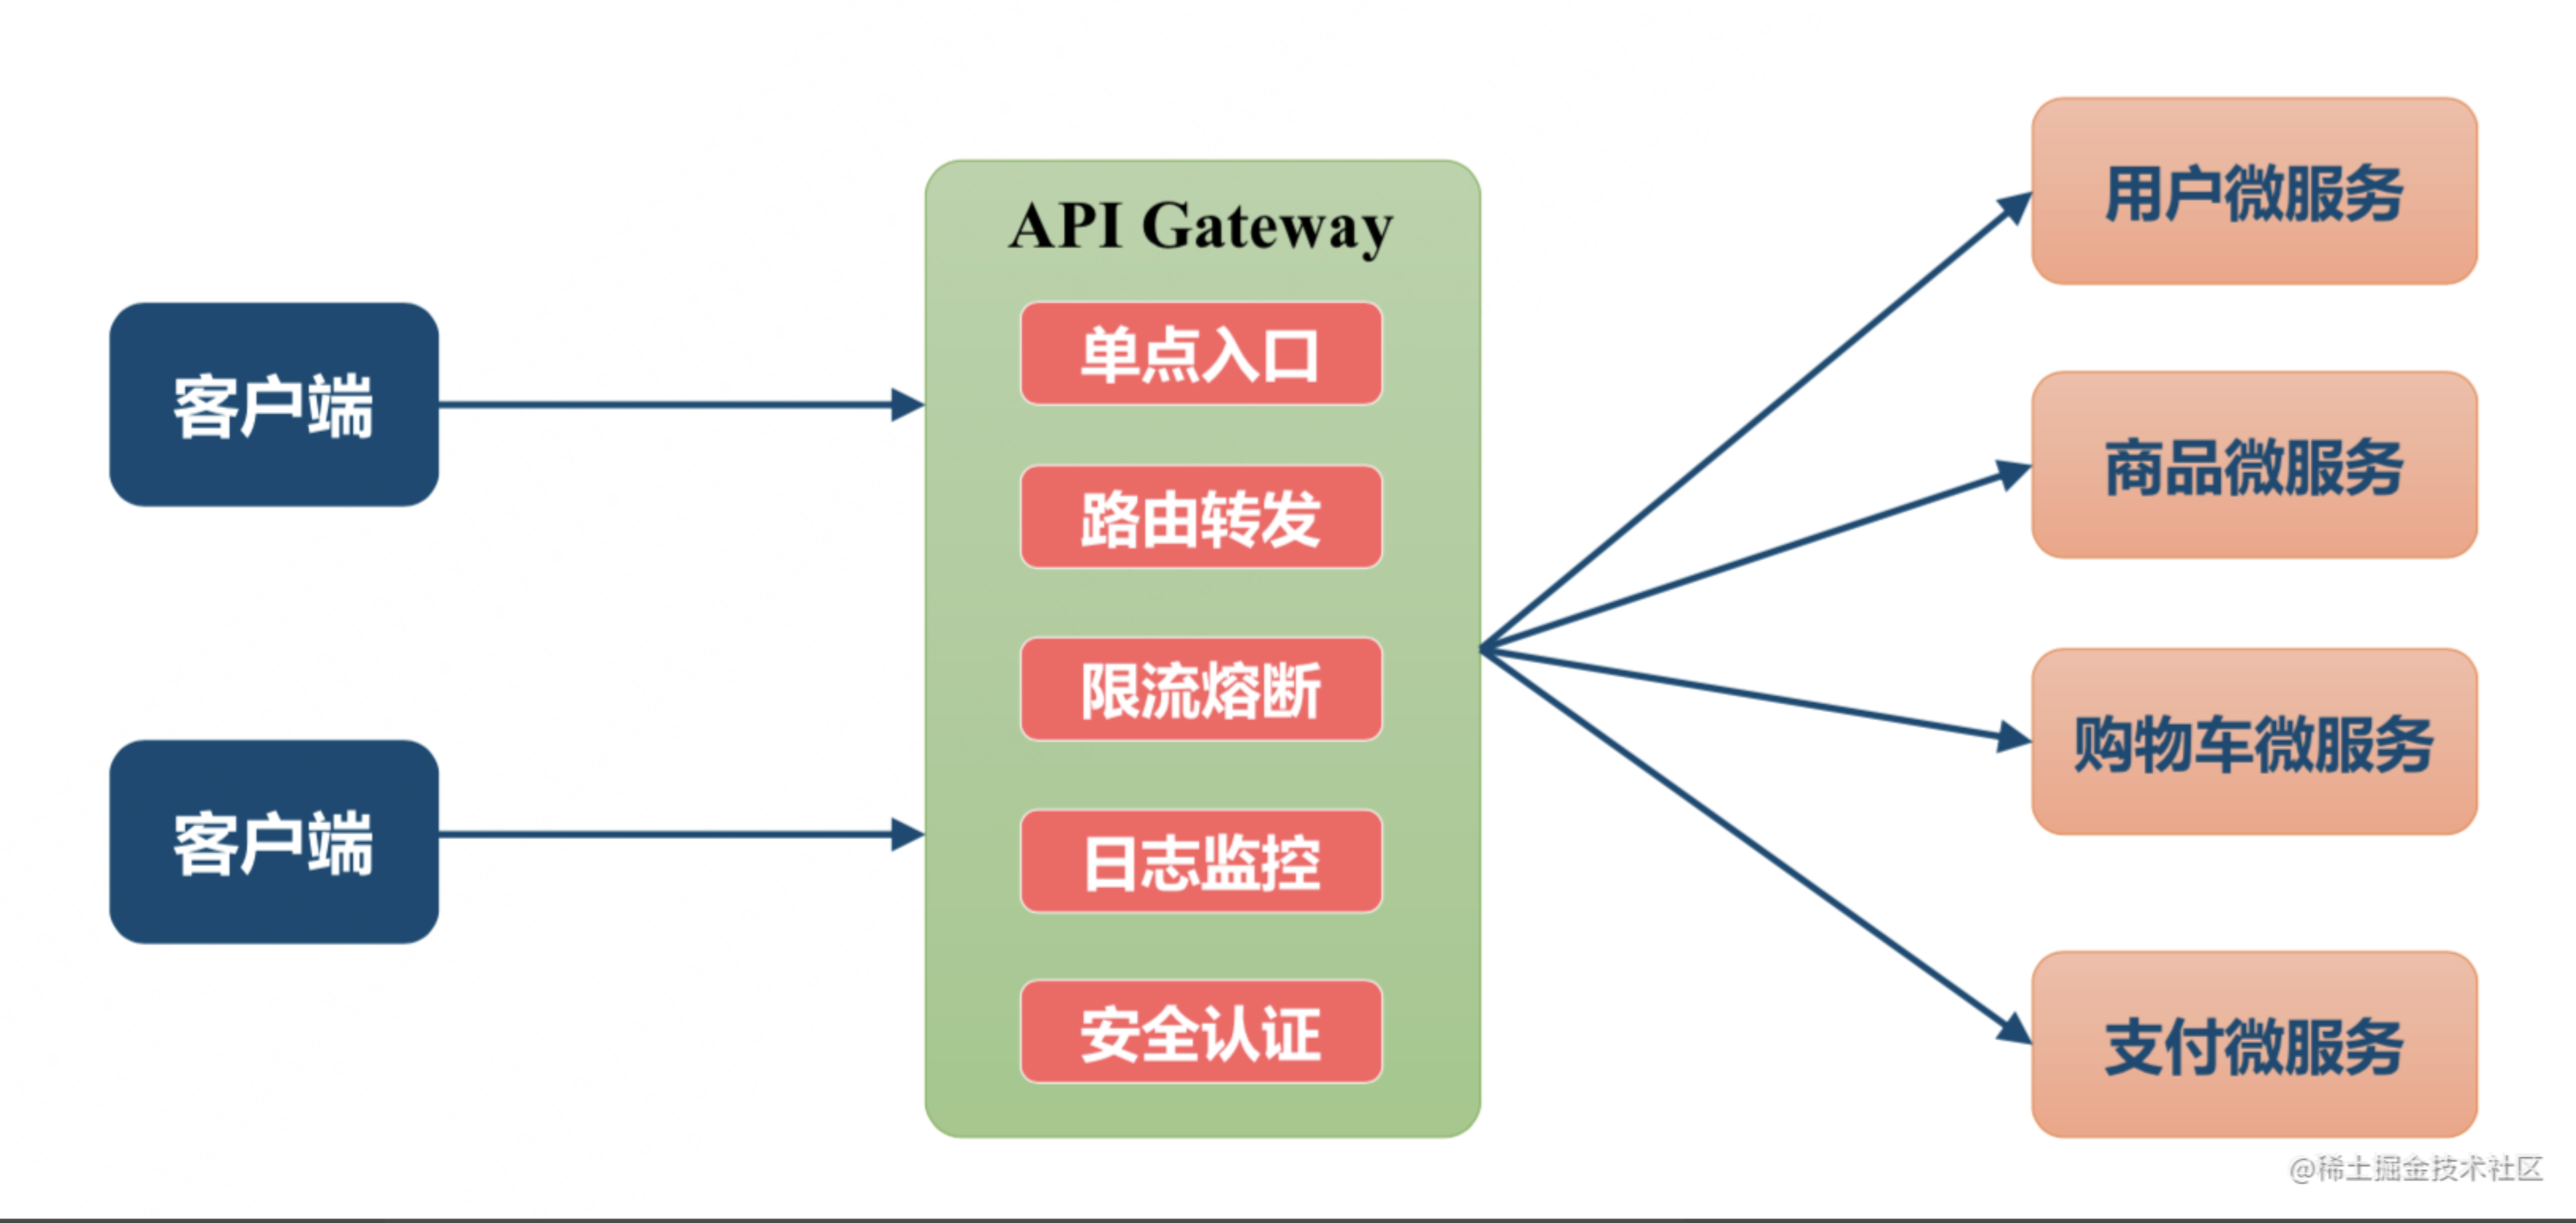 客户端
客户端
API Gateway
单点入口
路由转发
限流熔断
日志监控
安全认证
用户微服务
商品微服务
购物车微服务
支付微服务
@稀土掘金技术社区